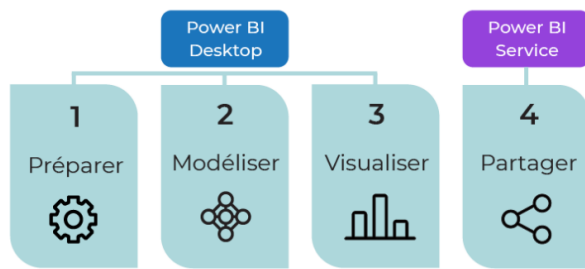 Power BI
Desktop
Power BI
Service
1
2
3
4
Préparer
Modéliser
Visualiser
Partager